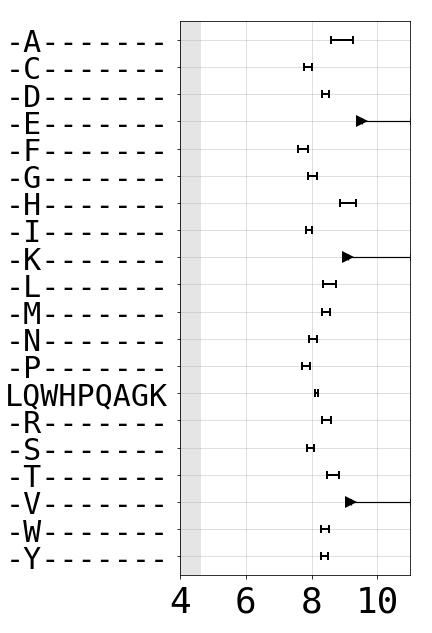 -A-------
-C-------
-D-------
-E-------
-F-------
-G-------
-H-------
-I-------
-K-------
-L-------
-M-------
-N-------
-P-------
LQWHPQAGK
-R-------
-S-------
-T-------
-V-------
-W-------
-Y-------
4 6 8 10